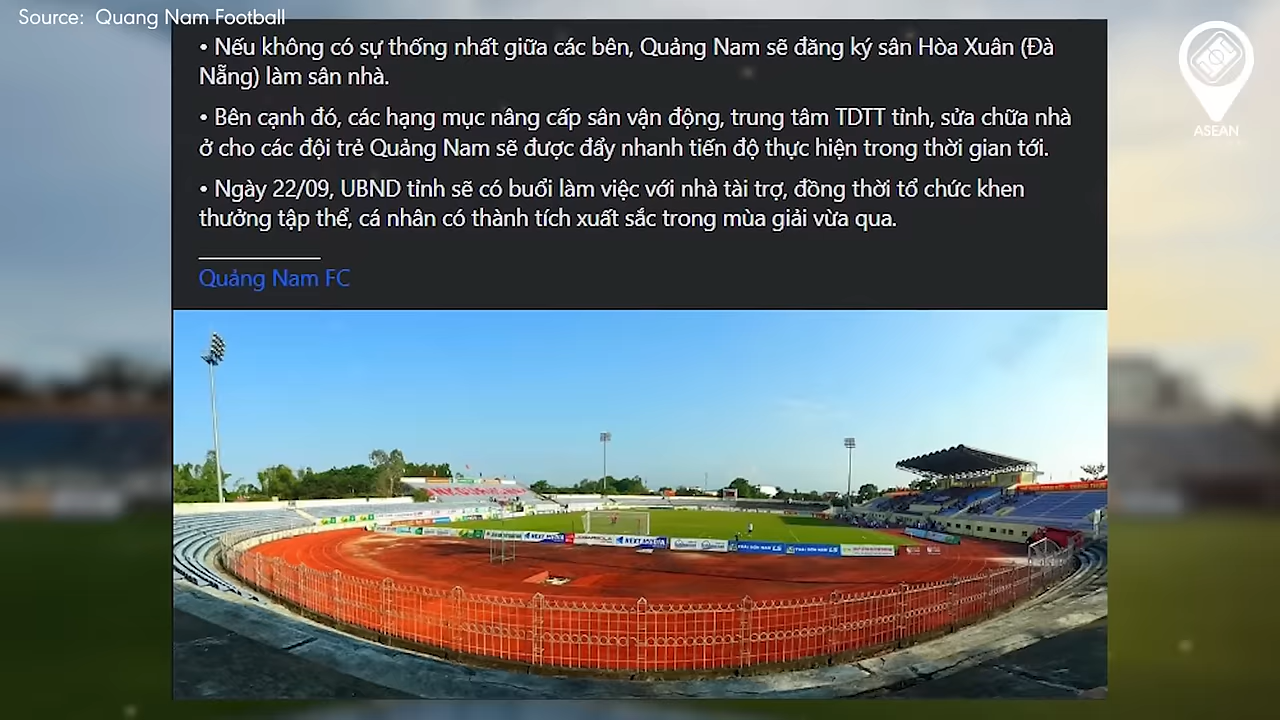 Source: Quang Nam Football
• Nếu không có sự thống nhất giữa các bên, Quảng Nam sẽ đăng ký sân Hòa Xuân (Đà
Nẵng) làm sân nhà.
• Bên cạnh đó, các hạng mục nâng cấp sân vận động, trung tâm TDTT tỉnh, sửa chữa nhà
ở cho các đội trẻ Quảng Nam sẽ được đẩy nhanh tiến độ thực hiện trong thời gian tới.
• Ngày 22/09, UBND tỉnh sẽ có buổi làm việc với nhà tài trợ, đồng thời tổ chức khen
thưởng tập thể, cá nhân có thành tích xuất sắc trong mùa giải vừa qua.
Quảng Nam FC
ASEAN
NEXT MEDIA
NEXT MEDIA